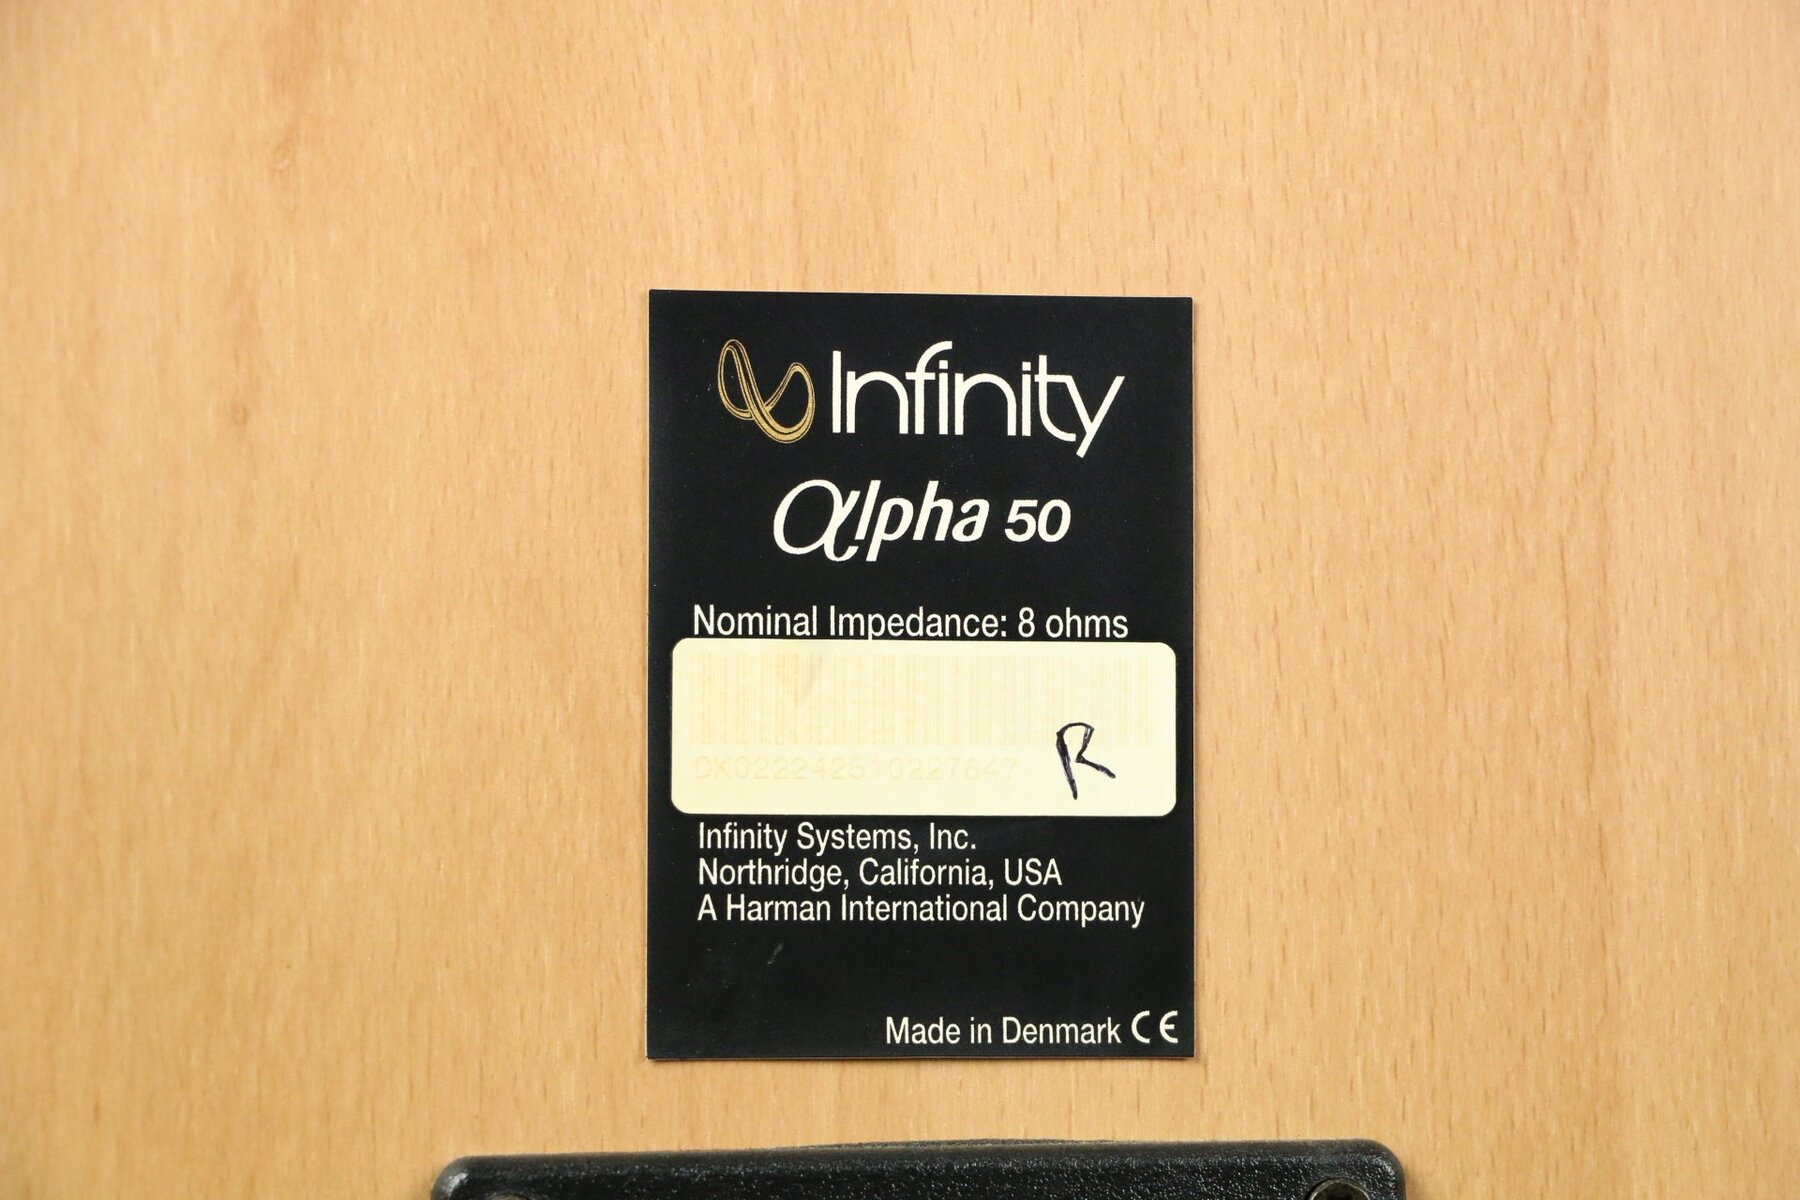 Infinity
αlpha 50
Nominal Impedance: 8 ohms
DK022242510227647
R
Infinity Systems, Inc.
Northridge, California, USA
A Harman International Company
Made in Denmark CE